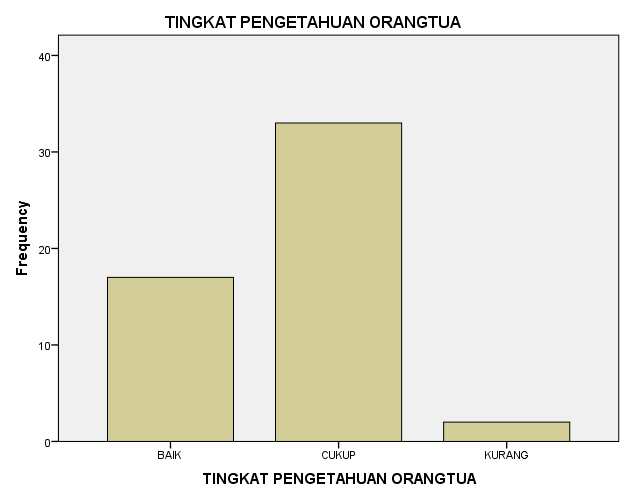 TINGKAT PENGETAHUAN ORANGTUA
40
30
20
10
0
Frequency
BAIK
CUKUP
KURANG
TINGKAT PENGETAHUAN ORANGTUA